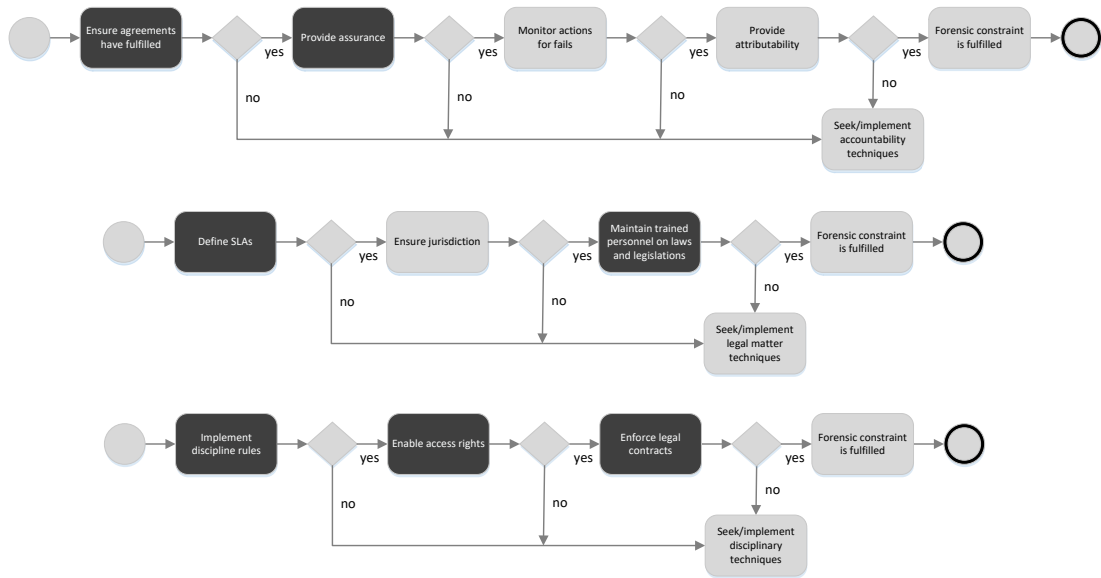 Ensure agreements
have fulfilled
yes
Provide assurance
yes
Monitor actions
for fails
yes
Provide
attributability
yes
Forensic constraint
is fulfilled
no
no
no
no
Seek/implement
accountability
techniques
Define SLAs
yes
Ensure jurisdiction
yes
Maintain trained
personnel on laws
and legislations
yes
Forensic constraint
is fulfilled
no
no
no
Seek/implement
legal matter
techniques
Implement
discipline rules
yes
Enable access rights
yes
Enforce legal
contracts
yes
Forensic constraint
is fulfilled
no
no
no
Seek/implement
disciplinary
techniques